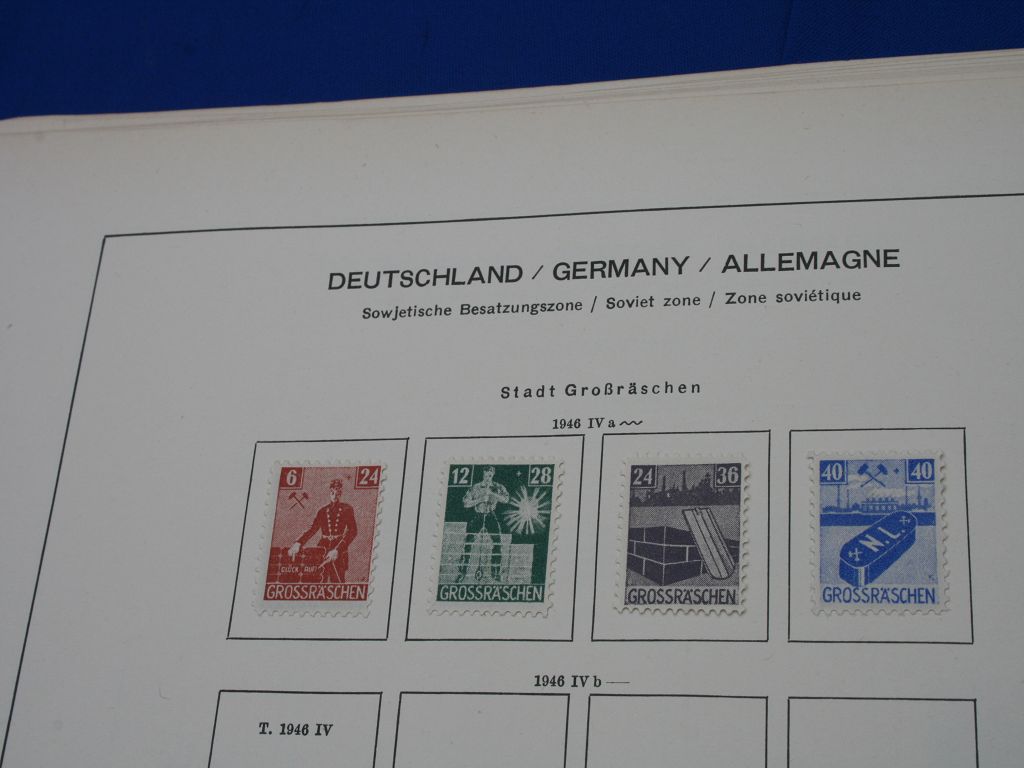 DEUTSCHLAND / GERMANY / ALLEMAGNE
Sowjetische Besatzungszone / Soviet zone / Zone soviétique
Stadt Großräschen
1946 IV a
6 24
GLÜCK AUF!
GROSSRÄSCHEN
12 28
GROSSRÄSCHEN
24 36
GROSSRÄSCHEN
40 40
N.L.
GROSSRÄSCHEN
1946 IV b
T. 1946 IV